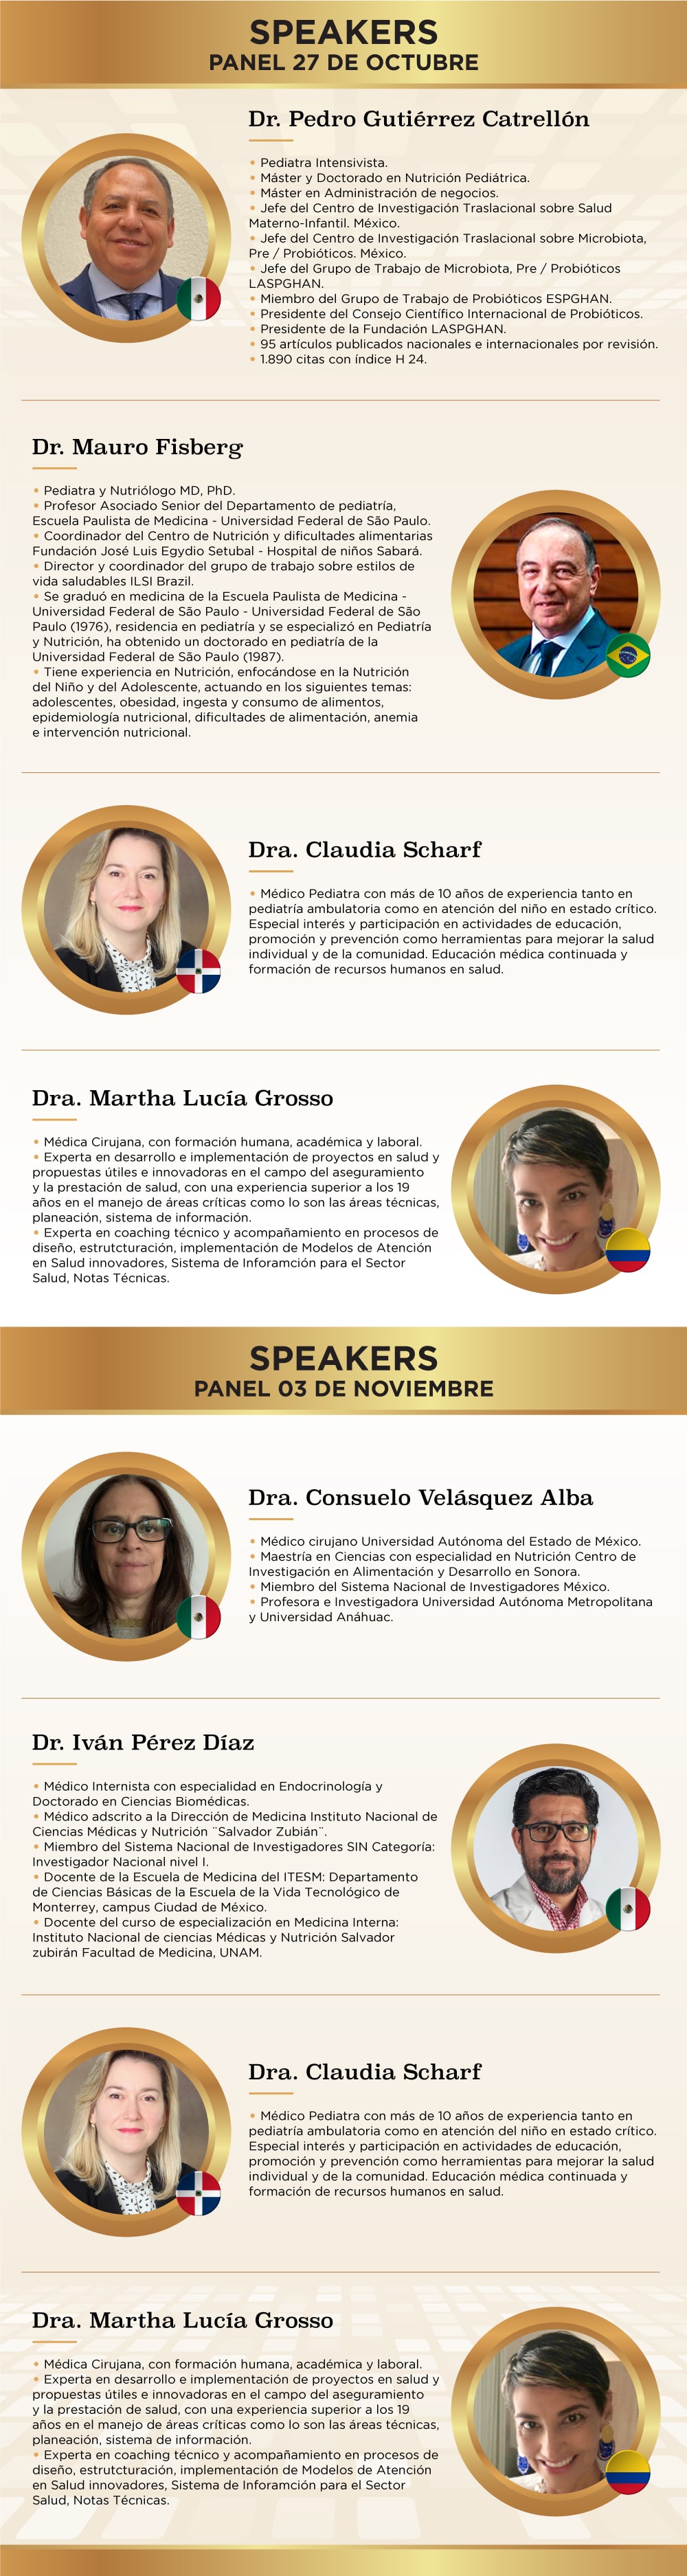 SPEAKERS
PANEL 27 DE OCTUBRE
Dr. Pedro Gutiérrez Catrellón
• Pediatra Intensivista.
• Máster y Doctorado en Nutrición Pediátrica.
• Máster en Administración de negocios.
• Jefe del Centro de Investigación Traslacional sobre Salud
Materno-Infantil. México.
• Jefe del Centro de Investigación Traslacional sobre Microbiota,
Pre / Probióticos. México.
• Jefe del Grupo de Trabajo de Microbiota, Pre / Probióticos
LASPGHAN.
• Miembro del Grupo de Trabajo de Probióticos ESPGHAN.
• Presidente del Consejo Científico Internacional de Probióticos.
• Presidente de la Fundación LASPGHAN.
• 95 artículos publicados nacionales e internacionales por revisión.
• 1.890 citas con índice H 24.
Dr. Mauro Fisberg
• Pediatra y Nutriólogo MD, PhD.
• Profesor Asociado Senior del Departamento de pediatría,
Escuela Paulista de Medicina - Universidad Federal de São Paulo.
• Coordinador del Centro de Nutrición y dificultades alimentarias
Fundación José Luis Egydio Setubal - Hospital de niños Sabará.
• Director y coordinador del grupo de trabajo sobre estilos de
vida saludables ILSI Brazil.
• Se graduó en medicina de la Escuela Paulista de Medicina -
Universidad Federal de São Paulo - Universidad Federal de São
Paulo (1976), residencia en pediatría y se especializó en Pediatría
y Nutrición, ha obtenido un doctorado en pediatría de la
Universidad Federal de São Paulo (1987).
• Tiene experiencia en Nutrición, enfocándose en la Nutrición
del Niño y del Adolescente, actuando en los siguientes temas:
adolescentes, obesidad, ingesta y consumo de alimentos,
epidemiología nutricional, dificultades de alimentación, anemia
e intervención nutricional.
Dra. Claudia Scharf
• Médico Pediatra con más de 10 años de experiencia tanto en
pediatría ambulatoria como en atención del niño en estado crítico.
Especial interés y participación en actividades de educación,
promoción y prevención como herramientas para mejorar la salud
individual y de la comunidad. Educación médica continuada y
formación de recursos humanos en salud.
Dra. Martha Lucía Grosso
• Médica Cirujana, con formación humana, académica y laboral.
• Experta en desarrollo e implementación de proyectos en salud y
propuestas útiles e innovadoras en el campo del aseguramiento
y la prestación de salud, con una experiencia superior a los 19
años en el manejo de áreas críticas como lo son las áreas técnicas,
planeación, sistema de información.
• Experta en coaching técnico y acompañamiento en procesos de
diseño, estrutcturación, implementación de Modelos de Atención
en Salud innovadores, Sistema de Inforamción para el Sector
Salud, Notas Técnicas.
SPEAKERS
PANEL 03 DE NOVIEMBRE
Dra. Consuelo Velásquez Alba
• Médico cirujano Universidad Autónoma del Estado de México.
• Maestría en Ciencias con especialidad en Nutrición Centro de
Investigación en Alimentación y Desarrollo en Sonora.
• Miembro del Sistema Nacional de Investigadores México.
• Profesora e Investigadora Universidad Autónoma Metropolitana
y Universidad Anáhuac.
Dr. Iván Pérez Díaz
• Médico Internista con especialidad en Endocrinología y
Doctorado en Ciencias Biomédicas.
• Médico adscrito a la Dirección de Medicina Instituto Nacional de
Ciencias Médicas y Nutrición ¨Salvador Zubián¨.
• Miembro del Sistema Nacional de Investigadores SIN Categoría:
Investigador Nacional nivel I.
• Docente de la Escuela de Medicina del ITESM: Departamento
de Ciencias Básicas de la Escuela de la Vida Tecnológico de
Monterrey, campus Ciudad de México.
• Docente del curso de especialización en Medicina Interna:
Instituto Nacional de ciencias Médicas y Nutrición Salvador
zubirán Facultad de Medicina, UNAM.
Dra. Claudia Scharf
• Médico Pediatra con más de 10 años de experiencia tanto en
pediatría ambulatoria como en atención del niño en estado crítico.
Especial interés y participación en actividades de educación,
promoción y prevención como herramientas para mejorar la salud
individual y de la comunidad. Educación médica continuada y
formación de recursos humanos en salud.
Dra. Martha Lucía Grosso
• Médica Cirujana, con formación humana, académica y laboral.
• Experta en desarrollo e implementación de proyectos en salud y
propuestas útiles e innovadoras en el campo del aseguramiento
y la prestación de salud, con una experiencia superior a los 19
años en el manejo de áreas críticas como lo son las áreas técnicas,
planeación, sistema de información.
• Experta en coaching técnico y acompañamiento en procesos de
diseño, estrutcturación, implementación de Modelos de Atención
en Salud innovadores, Sistema de Inforamción para el Sector
Salud, Notas Técnicas.